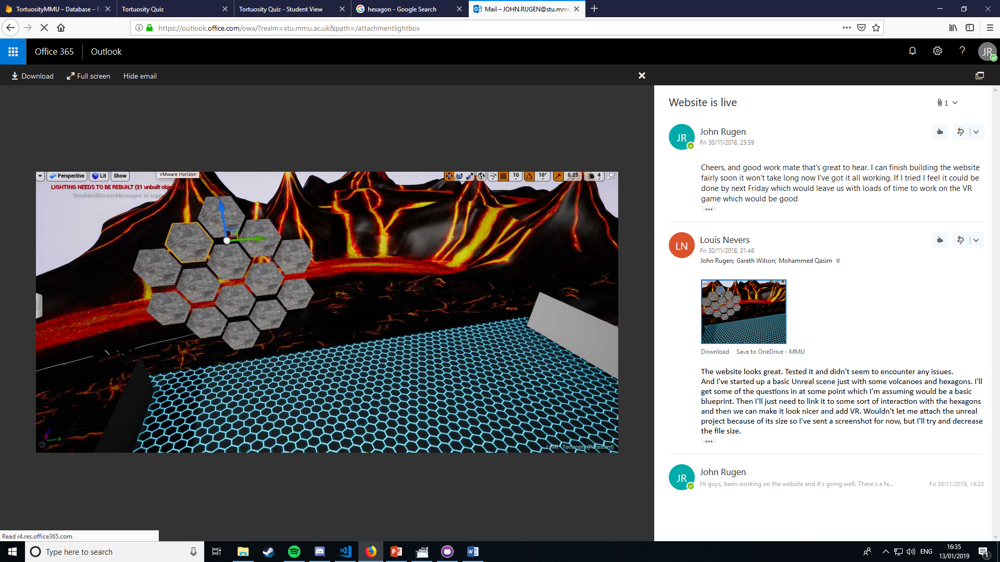 TortuosityMMU – Database – Fi
Tortuosity Quiz
Tortuosity Quiz - Student View
hexagon - Google Search
Mail – JOHN.RUGEN@stu.mmu
https://outlook.office.com/owa/?realm=stu.mmu.ac.uk&path=/attachmentlightbox
Office 365
Outlook
JR
Download
Full screen
Hide email
Website is live
1
JR
John Rugen
Fri 30/11/2018, 23:59
Cheers, and good work mate that's great to hear. I can finish building the website
fairly soon it won't take long now I've got it all working. If I tried I feel it could be
done by next Friday which would leave us with loads of time to work on the VR
game which would be good
Perspective
Lit
Show
VMware Horizon
10
10°
0.25
4
LIGHTING NEEDS TO BE REBUILT (21 unbuilt objects)
'DisableAllScreenMessages' to supp
Y
Level: Tortuosity (Persistent)
LN
Louis Nevers
Fri 30/11/2018, 21:46
John Rugen; Gareth Wilson; Mohammed Qasim
Download
Save to OneDrive - MMU
The website looks great. Tested it and didn't seem to encounter any issues.
And I've started up a basic Unreal scene just with some volcanoes and hexagons. I'll
get some of the questions in at some point which I'm assuming would be a basic
blueprint. Then I'll just need to link it to some sort of interaction with the hexagons
and then we can make it look nicer and add VR. Wouldn't let me attach the unreal
project because of its size so I've sent a screenshot for now, but I'll try and decrease
the file size.
JR
John Rugen
Hi guys, been working on the website and it's going well. There's a fe...
Fri 30/11/2018, 14:23
Read r4.res.office365.com
Type here to search
ENG
16:35
13/01/2019
1